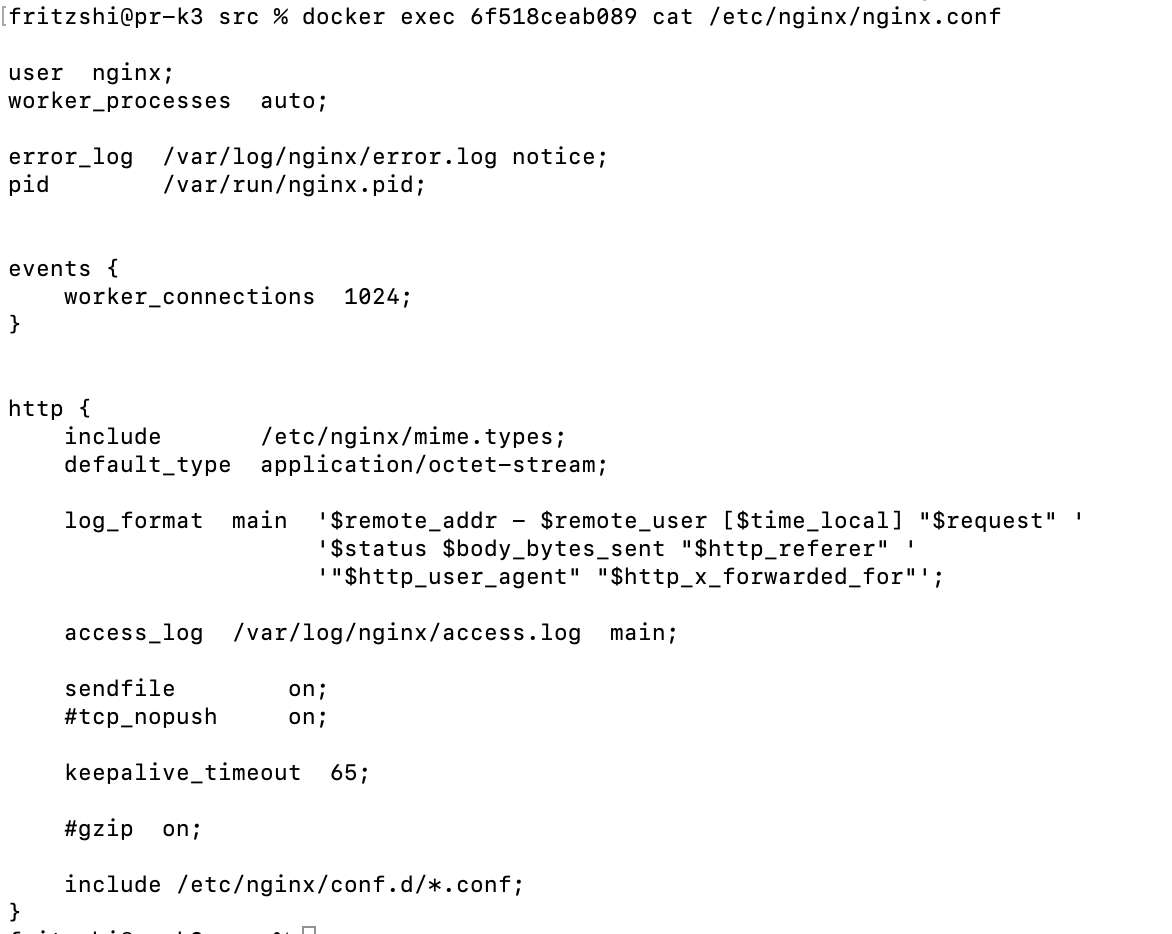 [fritzshi@pr-k3 src % docker exec 6f518ceab089 cat /etc/nginx/nginx.conf

user  nginx;
worker_processes  auto;

error_log  /var/log/nginx/error.log notice;
pid        /var/run/nginx.pid;


events {
    worker_connections  1024;
}


http {
    include       /etc/nginx/mime.types;
    default_type  application/octet-stream;

    log_format  main  '$remote_addr - $remote_user [$time_local] "$request" '
                      '$status $body_bytes_sent "$http_referer" '
                      '"$http_user_agent" "$http_x_forwarded_for"';

    access_log  /var/log/nginx/access.log  main;

    sendfile        on;
    #tcp_nopush     on;

    keepalive_timeout  65;

    #gzip  on;

    include /etc/nginx/conf.d/*.conf;
}